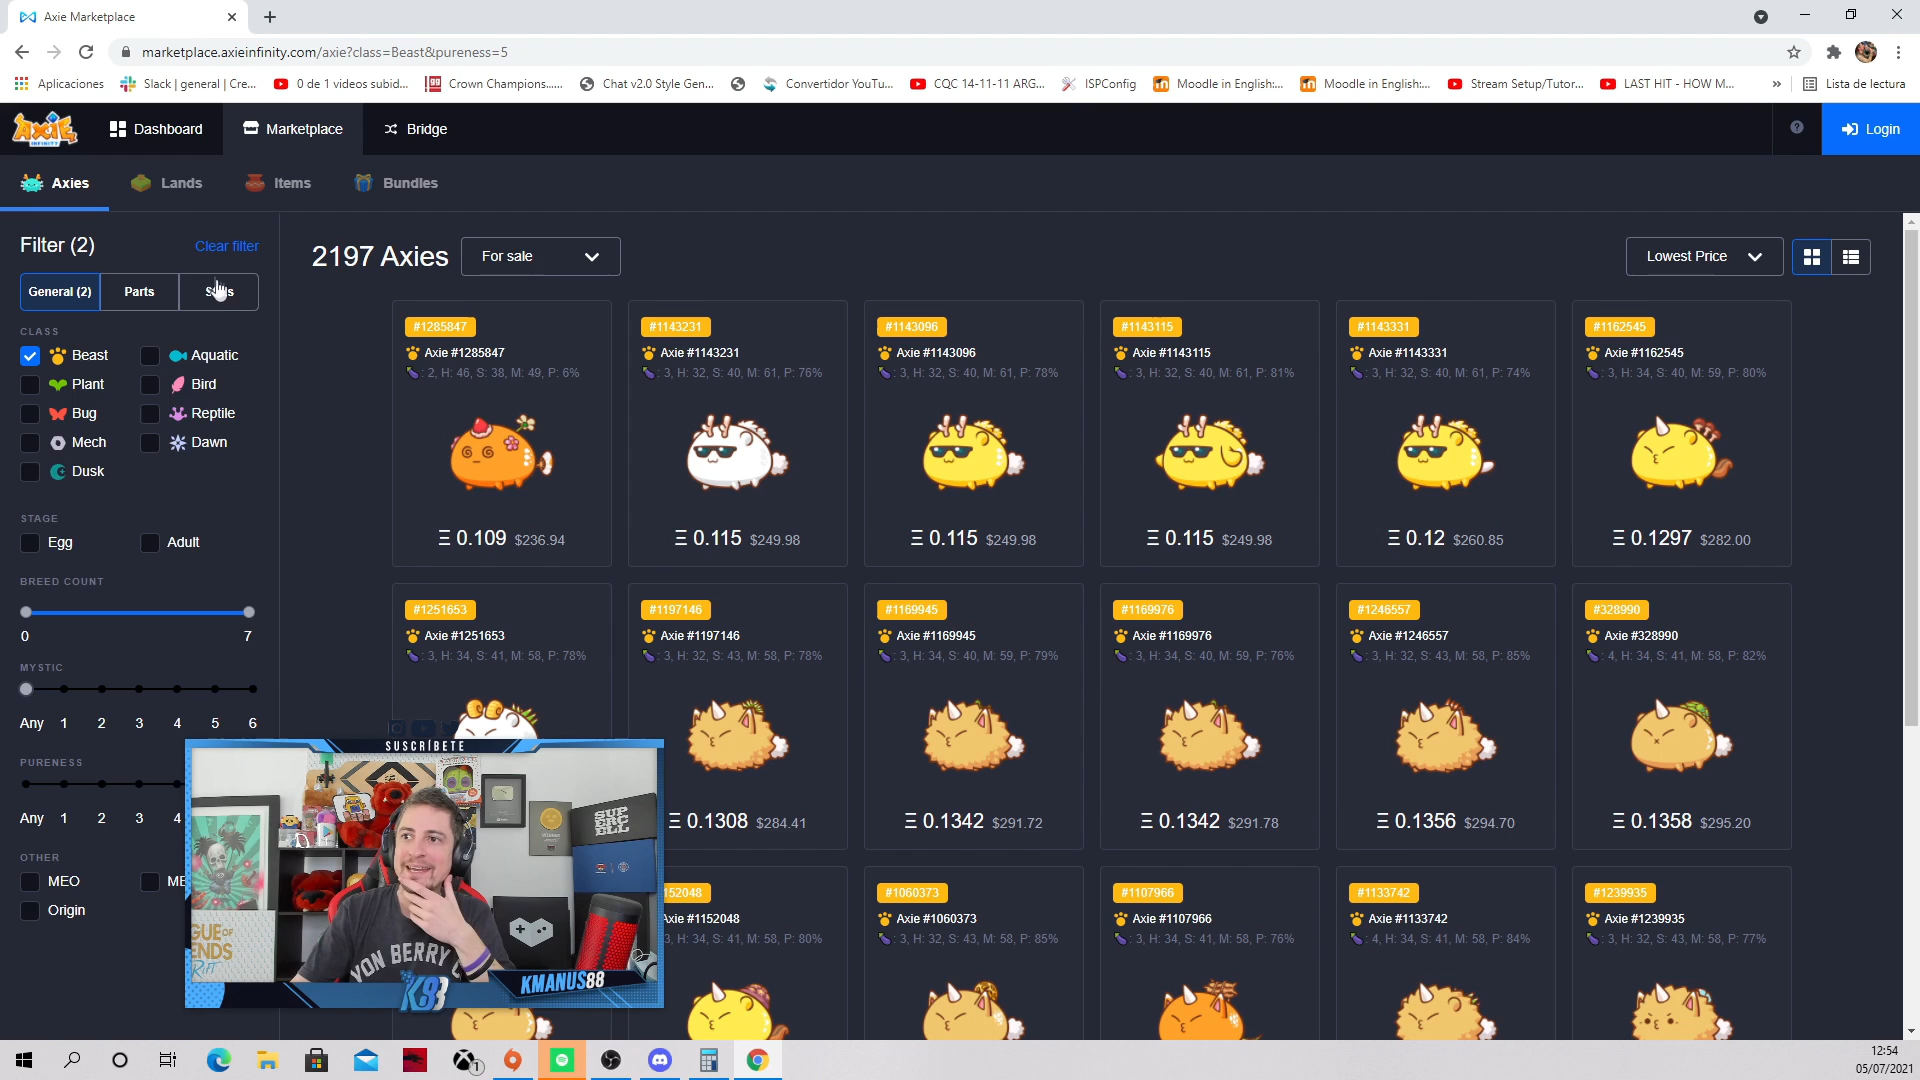 Axie Marketplace
marketplace.axieinfinity.com/axie?class=Beast&pureness=5
Aplicaciones
Slack | general | Cre...
0 de 1 videos subid...
Crown Champions......
Chat v2.0 Style Gen...
Convertidor YouTu...
CQC 14-11-11 ARG...
ISPConfig
Moodle in English:...
Moodle in English:...
Stream Setup/Tutor...
LAST HIT - HOW M...
»
Lista de lectura
AXIE INFINITY
Dashboard
Marketplace
Bridge
?
Login
Axies
Lands
Items
Bundles
Filter (2)
Clear filter
General (2)
Parts
CLASS
Beast
Aquatic
Plant
Bird
Bug
Reptile
Mech
Dawn
Dusk
STAGE
Egg
Adult
BREED COUNT
0 7
MYSTIC
Any 1 2 3 4 5 6
PURENESS
Any 1 2 3 4
OTHER
MEO
ME
Origin
2197 Axies
For sale
Lowest Price
#1285847
Axie #1285847
: 2, H: 46, S: 38, M: 49, P: 6%
Ξ 0.109 $236.94
#1143231
Axie #1143231
: 3, H: 32, S: 40, M: 61, P: 76%
Ξ 0.115 $249.98
#1143096
Axie #1143096
: 3, H: 32, S: 40, M: 61, P: 78%
Ξ 0.115 $249.98
#1143115
Axie #1143115
: 3, H: 32, S: 40, M: 61, P: 81%
Ξ 0.115 $249.98
#1143331
Axie #1143331
: 3, H: 32, S: 40, M: 61, P: 74%
Ξ 0.12 $260.85
#1162545
Axie #1162545
: 3, H: 34, S: 40, M: 59, P: 80%
Ξ 0.1297 $282.00
#1251653
Axie #1251653
: 3, H: 34, S: 41, M: 58, P: 78%
#1197146
Axie #1197146
: 3, H: 32, S: 43, M: 58, P: 78%
Ξ 0.1308 $284.41
#1169945
Axie #1169945
: 3, H: 34, S: 40, M: 59, P: 79%
Ξ 0.1342 $291.72
#1169976
Axie #1169976
: 3, H: 34, S: 40, M: 59, P: 76%
Ξ 0.1342 $291.78
#1246557
Axie #1246557
: 3, H: 32, S: 43, M: 58, P: 85%
Ξ 0.1356 $294.70
#328990
Axie #328990
: 4, H: 34, S: 41, M: 58, P: 82%
Ξ 0.1358 $295.20
152048
Axie #1152048
3, H: 34, S: 41, M: 58, P: 80%
#1060373
Axie #1060373
: 3, H: 32, S: 43, M: 58, P: 85%
#1107966
Axie #1107966
: 3, H: 34, S: 41, M: 58, P: 76%
#1133742
Axie #1133742
: 4, H: 34, S: 41, M: 58, P: 84%
#1239935
Axie #1239935
: 3, H: 32, S: 43, M: 58, P: 77%
SUSCRÍBETE
SUP
ERC
ELL
GUE OF
ENDS
RIFT
VON BERRY
K88
KMANUS88
1
12:54
05/07/2021